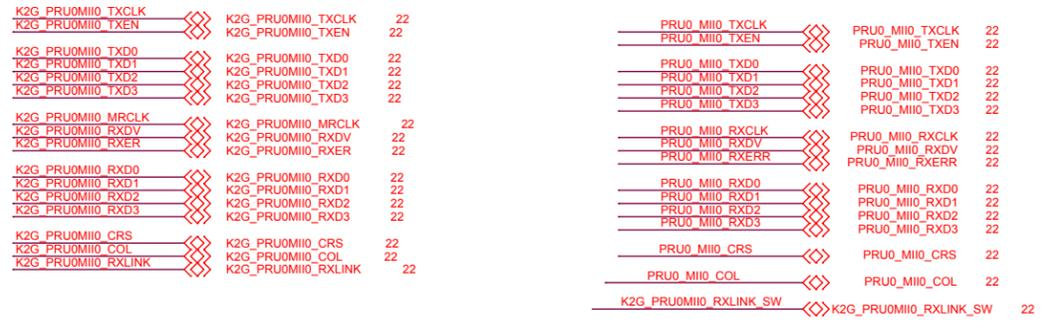 K2G_PRU0MII0_TXCLK K2G_PRU0MII0_TXCLK 22
K2G_PRU0MII0_TXEN K2G_PRU0MII0_TXEN 22
K2G_PRU0MII0_TXD0 K2G_PRU0MII0_TXD0 22
K2G_PRU0MII0_TXD1 K2G_PRU0MII0_TXD1 22
K2G_PRU0MII0_TXD2 K2G_PRU0MII0_TXD2 22
K2G_PRU0MII0_TXD3 K2G_PRU0MII0_TXD3 22
K2G_PRU0MII0_MRCLK K2G_PRU0MII0_MRCLK 22
K2G_PRU0MII0_RXDV K2G_PRU0MII0_RXDV 22
K2G_PRU0MII0_RXER K2G_PRU0MII0_RXER 22
K2G_PRU0MII0_RXD0 K2G_PRU0MII0_RXD0 22
K2G_PRU0MII0_RXD1 K2G_PRU0MII0_RXD1 22
K2G_PRU0MII0_RXD2 K2G_PRU0MII0_RXD2 22
K2G_PRU0MII0_RXD3 K2G_PRU0MII0_RXD3 22
K2G_PRU0MII0_CRS K2G_PRU0MII0_CRS 22
K2G_PRU0MII0_COL K2G_PRU0MII0_COL 22
K2G_PRU0MII0_RXLINK K2G_PRU0MII0_RXLINK 22
PRU0_MII0_TXCLK PRU0_MII0_TXCLK 22
PRU0_MII0_TXEN PRU0_MII0_TXEN 22
PRU0_MII0_TXD0 PRU0_MII0_TXD0 22
PRU0_MII0_TXD1 PRU0_MII0_TXD1 22
PRU0_MII0_TXD2 PRU0_MII0_TXD2 22
PRU0_MII0_TXD3 PRU0_MII0_TXD3 22
PRU0_MII0_RXCLK PRU0_MII0_RXCLK 22
PRU0_MII0_RXDV PRU0_MII0_RXDV 22
PRU0_MII0_RXERR PRU0_MII0_RXERR 22
PRU0_MII0_RXD0 PRU0_MII0_RXD0 22
PRU0_MII0_RXD1 PRU0_MII0_RXD1 22
PRU0_MII0_RXD2 PRU0_MII0_RXD2 22
PRU0_MII0_RXD3 PRU0_MII0_RXD3 22
PRU0_MII0_CRS PRU0_MII0_CRS 22
PRU0_MII0_COL PRU0_MII0_COL 22
K2G_PRU0MII0_RXLINK_SW K2G_PRU0MII0_RXLINK_SW 22